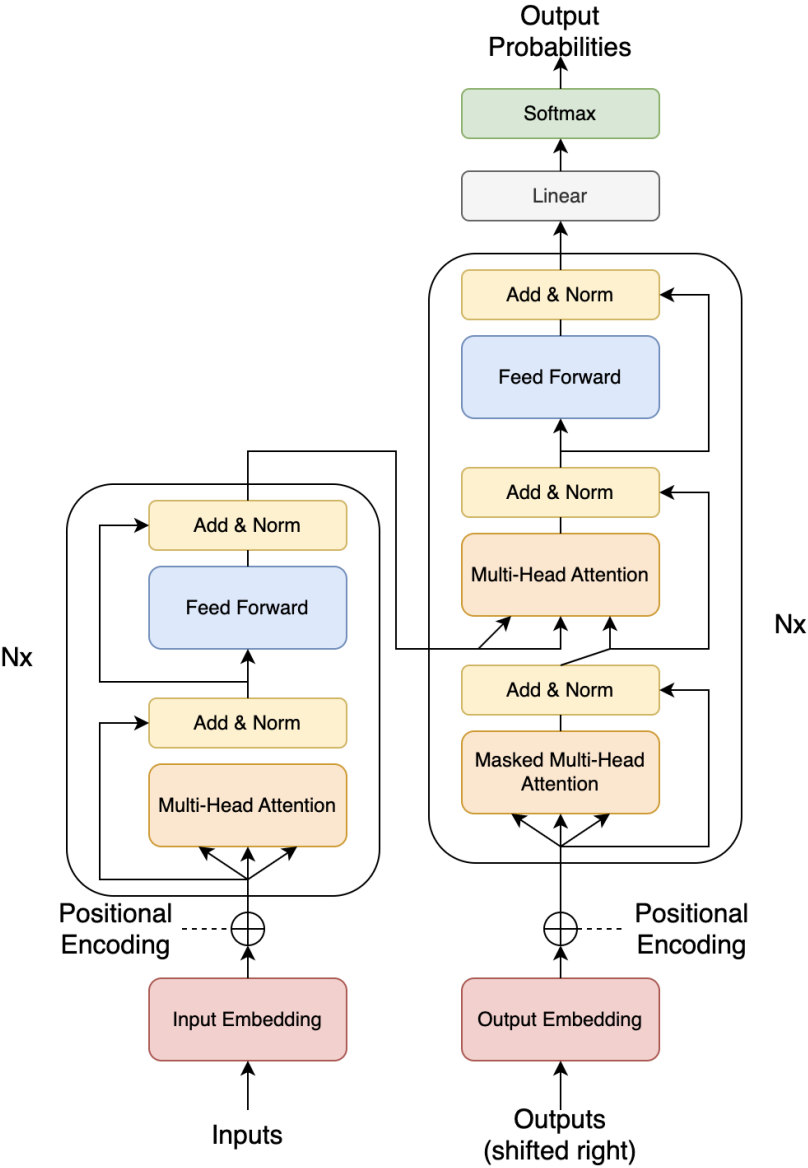 Output
Probabilities
Softmax
Linear
Add & Norm
Feed Forward
Add & Norm
Multi-Head Attention
Add & Norm
Masked Multi-Head
Attention
Nx
Positional
Encoding
Output Embedding
Outputs
(shifted right)
Add & Norm
Feed Forward
Nx
Add & Norm
Multi-Head Attention
Positional
Encoding
Input Embedding
Inputs